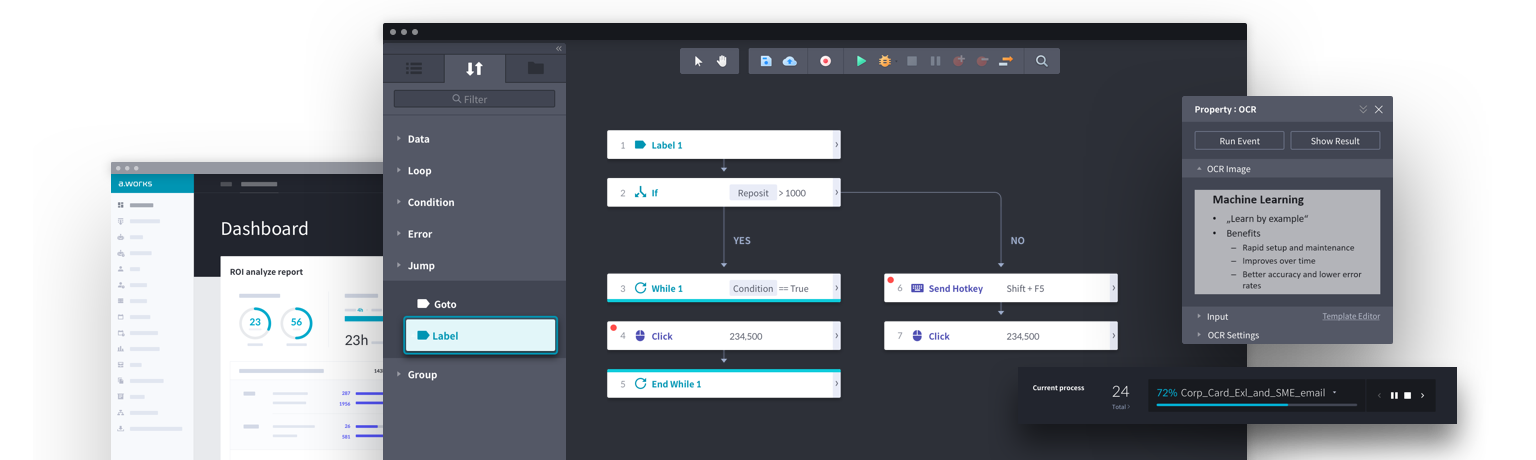 a.works
Dashboard
ROI analyze report
23
56
23h
143
287
1956
26
581
Filter
Data
Loop
Condition
Error
Jump
Goto
Label
Group
1 Label 1
2 If Reposit > 1000
YES
NO
3 While 1 Condition == True
4 Click 234,500
5 End While 1
6 Send Hotkey Shift + F5
7 Click 234,500
Property : OCR
Run Event Show Result
OCR Image
Machine Learning
• „Learn by example“
• Benefits
– Rapid setup and maintenance
– Improves over time
– Better accuracy and lower error
rates
Input Template Editor
OCR Settings
Current process
24
Total
72% Corp_Card_Exl_and_SME_email